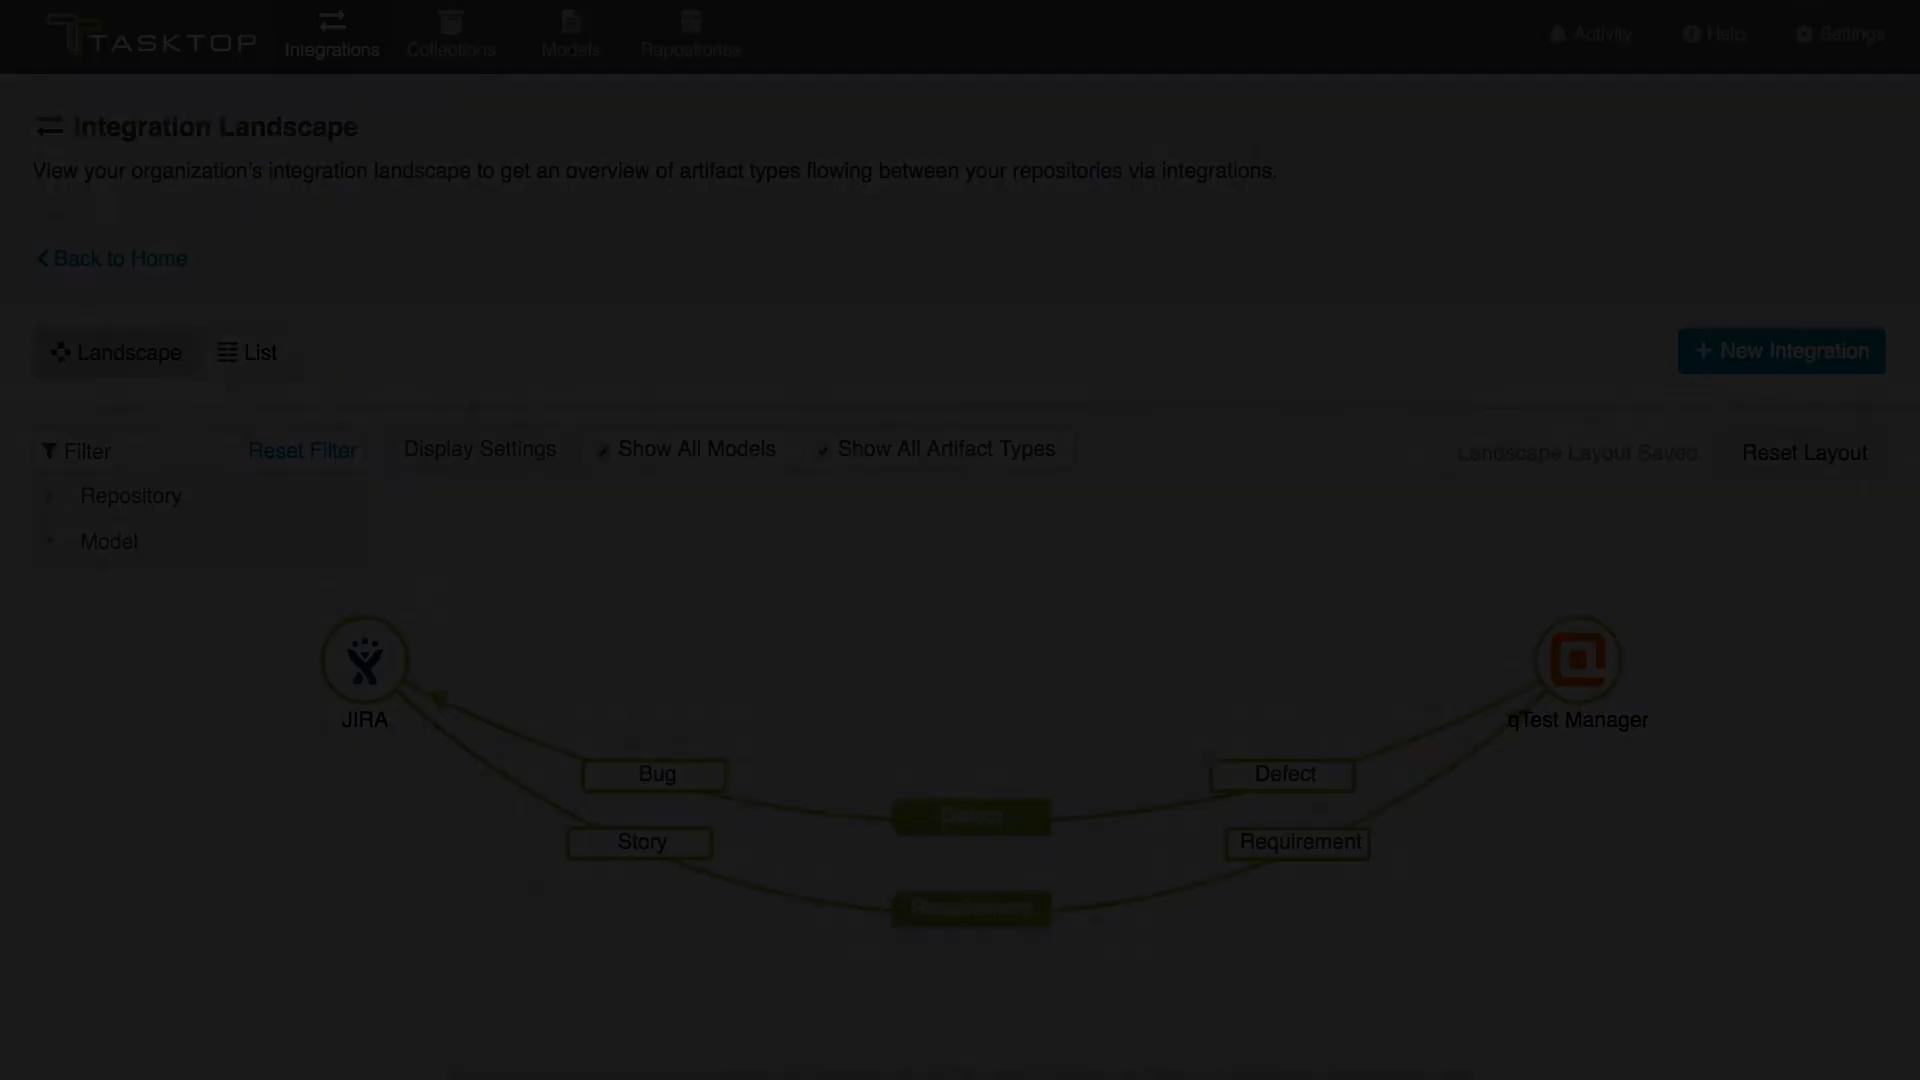 TASKTOP
Integrations
Collections
Models
Repositories
Activity
Help
Settings
Integration Landscape
View your organization's integration landscape to get an overview of artifact types flowing between your repositories via integrations.
Back to Home
Landscape
List
+ New Integration
Filter
Reset Filter
Display Settings
Show All Models
Show All Artifact Types
Landscape Layout Saved
Reset Layout
Repository
Model
JIRA
qTest Manager
Bug
Defect
Defect
Story
Requirement
Requirement